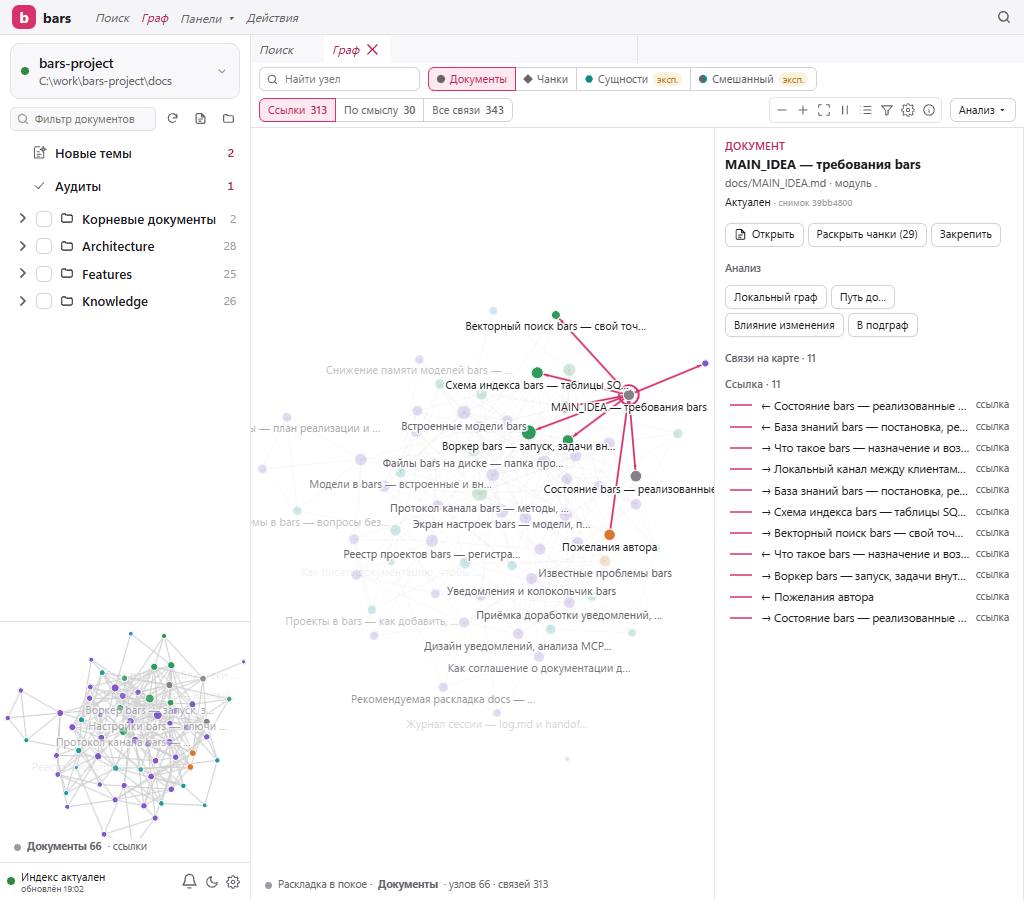 b bars Поиск Граф Панели Действия
bars-project
C:\work\bars-project\docs
Фильтр документов
Новые темы 2
Аудиты 1
Корневые документы 2
Architecture 28
Features 25
Knowledge 26
Воркер bars — запуск, з...
Настройки bars — ключи ...
Протокол канала bars — ...
Документы 66 · ссылки
Индекс актуален
обновлён 19:02
Поиск Граф
Найти узел
Документы Чанки Сущности эксп. Смешанный эксп.
Ссылки 313 По смыслу 30 Все связи 343
Анализ
Векторный поиск bars — свой точ...
Снижение памяти моделей bars — ...
Схема индекса bars — таблицы SQ...
MAIN_IDEA — требования bars
ы — план реализации и ...
Встроенные модели bars
Воркер bars — запуск, задачи вн...
Файлы bars на диске — папка про...
Модели в bars — встроенные и вн...
Состояние bars — реализованные
Протокол канала bars — методы, ...
емы в bars — вопросы без...
Экран настроек bars — модели, п...
Пожелания автора
Реестр проектов bars — регистра...
Как писать документацию, чтобы
Известные проблемы bars
Уведомления и колокольчик bars
Приёмка доработки уведомлений, ...
Проекты в bars — как добавить, ...
Дизайн уведомлений, анализа MCP...
Как соглашение о документации д...
Рекомендуемая раскладка docs — ...
Журнал сессии — log.md и handof...
Раскладка в покое · Документы · узлов 66 · связей 313
ДОКУМЕНТ
MAIN_IDEA — требования bars
docs/MAIN_IDEA.md · модуль .
Актуален · снимок 39bb4800
Открыть Раскрыть чанки (29) Закрепить
Анализ
Локальный граф Путь до...
Влияние изменения В подграф
Связи на карте · 11
Ссылка · 11
← Состояние bars — реализованные ... ссылка
← База знаний bars — постановка, ре... ссылка
→ Что такое bars — назначение и воз... ссылка
→ Локальный канал между клиентам... ссылка
→ База знаний bars — постановка, ре... ссылка
→ Схема индекса bars — таблицы SQ... ссылка
→ Векторный поиск bars — свой точ... ссылка
← Что такое bars — назначение и воз... ссылка
→ Воркер bars — запуск, задачи внут... ссылка
← Пожелания автора ссылка
→ Состояние bars — реализованные ... ссылка